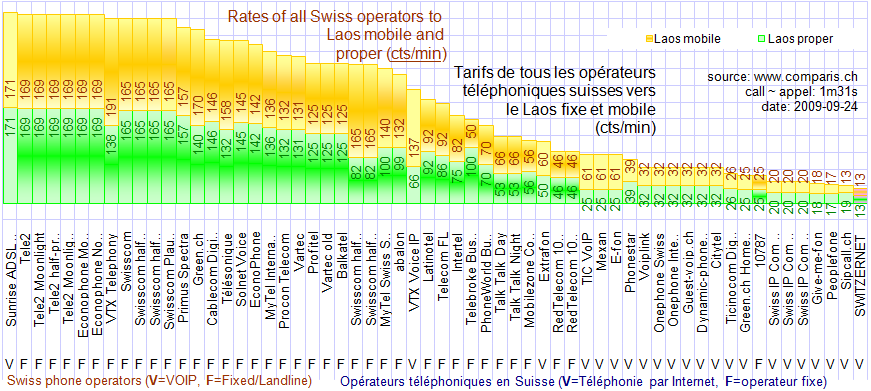 Rates of all Swiss operators to
Laos mobile and
proper (cts/min)
Laos mobile
Laos proper
Tarifs de tous les opérateurs
téléphoniques suisses vers
le Laos fixe et mobile
(cts/min)
source: www.comparis.ch
call ~ appel: 1m31s
date: 2009-09-24
171 169 169 169 169 169 169 191 165 165 165 165 157 170 146 158 145 142 136 132 131 125 125 125 165 165 140 132 137 92 92 82 50 70 66 66 56 60 46 46 61 61 61 39 32 32 32 32 32 32 26 25 25 20 20 20 18 17 13 13
171 169 169 169 169 169 169 138 165 165 165 165 157 140 146 132 145 142 136 132 131 125 125 125 82 82 100 99 66 92 86 75 100 70 53 53 56 50 46 46 25 25 25 39 32 32 32 32 32 32 26 25 25 20 20 20 18 17 19 13
Sunrise ADSL...
Tele2
Tele2 Moonlight
Tele2 half-pr...
Tele2 Moonlig...
Econophone Mo...
Econophone No...
VTX Telephony
Swisscom
Swisscom half...
Swisscom half...
Swisscom Plau...
Primus Spectra
Green.ch
Cablecom Digi...
Télésonique
Solnet Voice
EconoPhone
MyTel Interna...
Procon Telecom
Vartec
Profitel
Vartec old
Balkatel
Swisscom half...
Swisscom half...
MyTel Swiss S...
abalon
VTX Voice IP
Latinotel
Telecom FL
Intertel
Telebroke Bus...
PhoneWorld Bu...
Talk Talk Day
Talk Talk Night
Mobilezone Co...
Extrafon
RedTelecom 10...
RedTelecom 10...
TIC VoIP
Mexan
E-fon
Phonestar
Voiplink
Onephone Swiss
Onephone Inte...
Guest-voip.ch
Dynamic-phone...
Citytel
Ticinocom Dig...
Green.ch Home...
10787
Swiss IP Com...
Swiss IP Com...
Swiss IP Com...
Give-me-fon
Peoplefone
Sipcall.ch
SWITZERNET
V F F F F F F F F F F F F F F F F F F F F F F F F F F F V F F F F F F F F F F F V V V V V V V V V V V V F V V V V V V V
Swiss phone operators (V=VOIP, F=Fixed/Landline)
Opérateurs téléphoniques en Suisse (V=Téléphonie par Internet, F=operateur fixe)